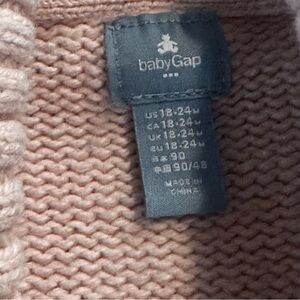 babyGap
US 18-24M
CA 18-24M
UK 18-24M
EU 18-24M
日本 90
中国 90/48
MADE IN
CHINA